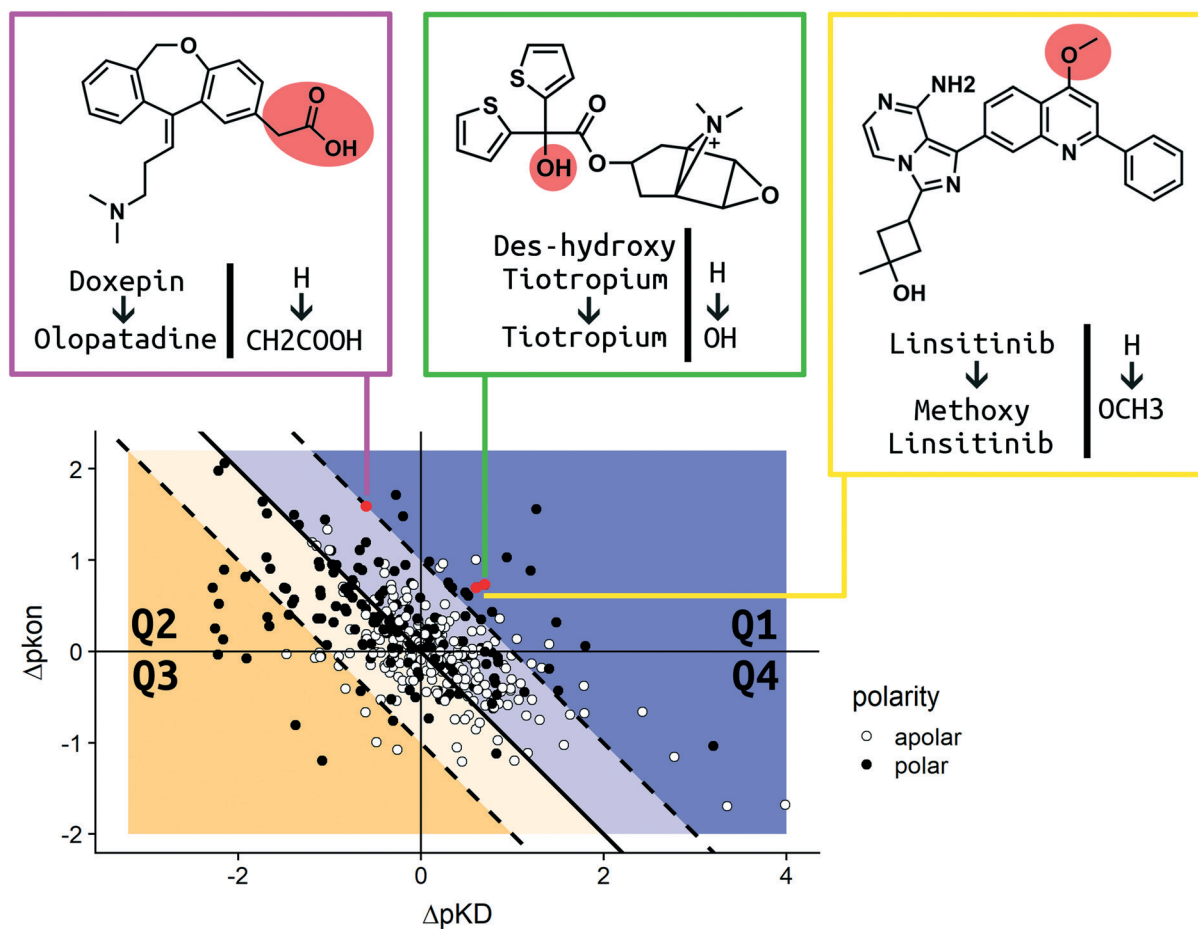 O
O
OH
N
Doxepin
↓
Olopatadine
H
↓
CH2COOH
S
S
O
OH
O
N
+
O
Des-hydroxy
Tiotropium
↓
Tiotropium
H
↓
OH
O
NH2
N
N
N
N
OH
Linsitinib
↓
Methoxy
Linsitinib
H
↓
OCH3
Δpkon
2
1
0
-1
-2
Q2
Q1
Q3
Q4
-2
0
2
4
ΔpKD
polarity
apolar
polar